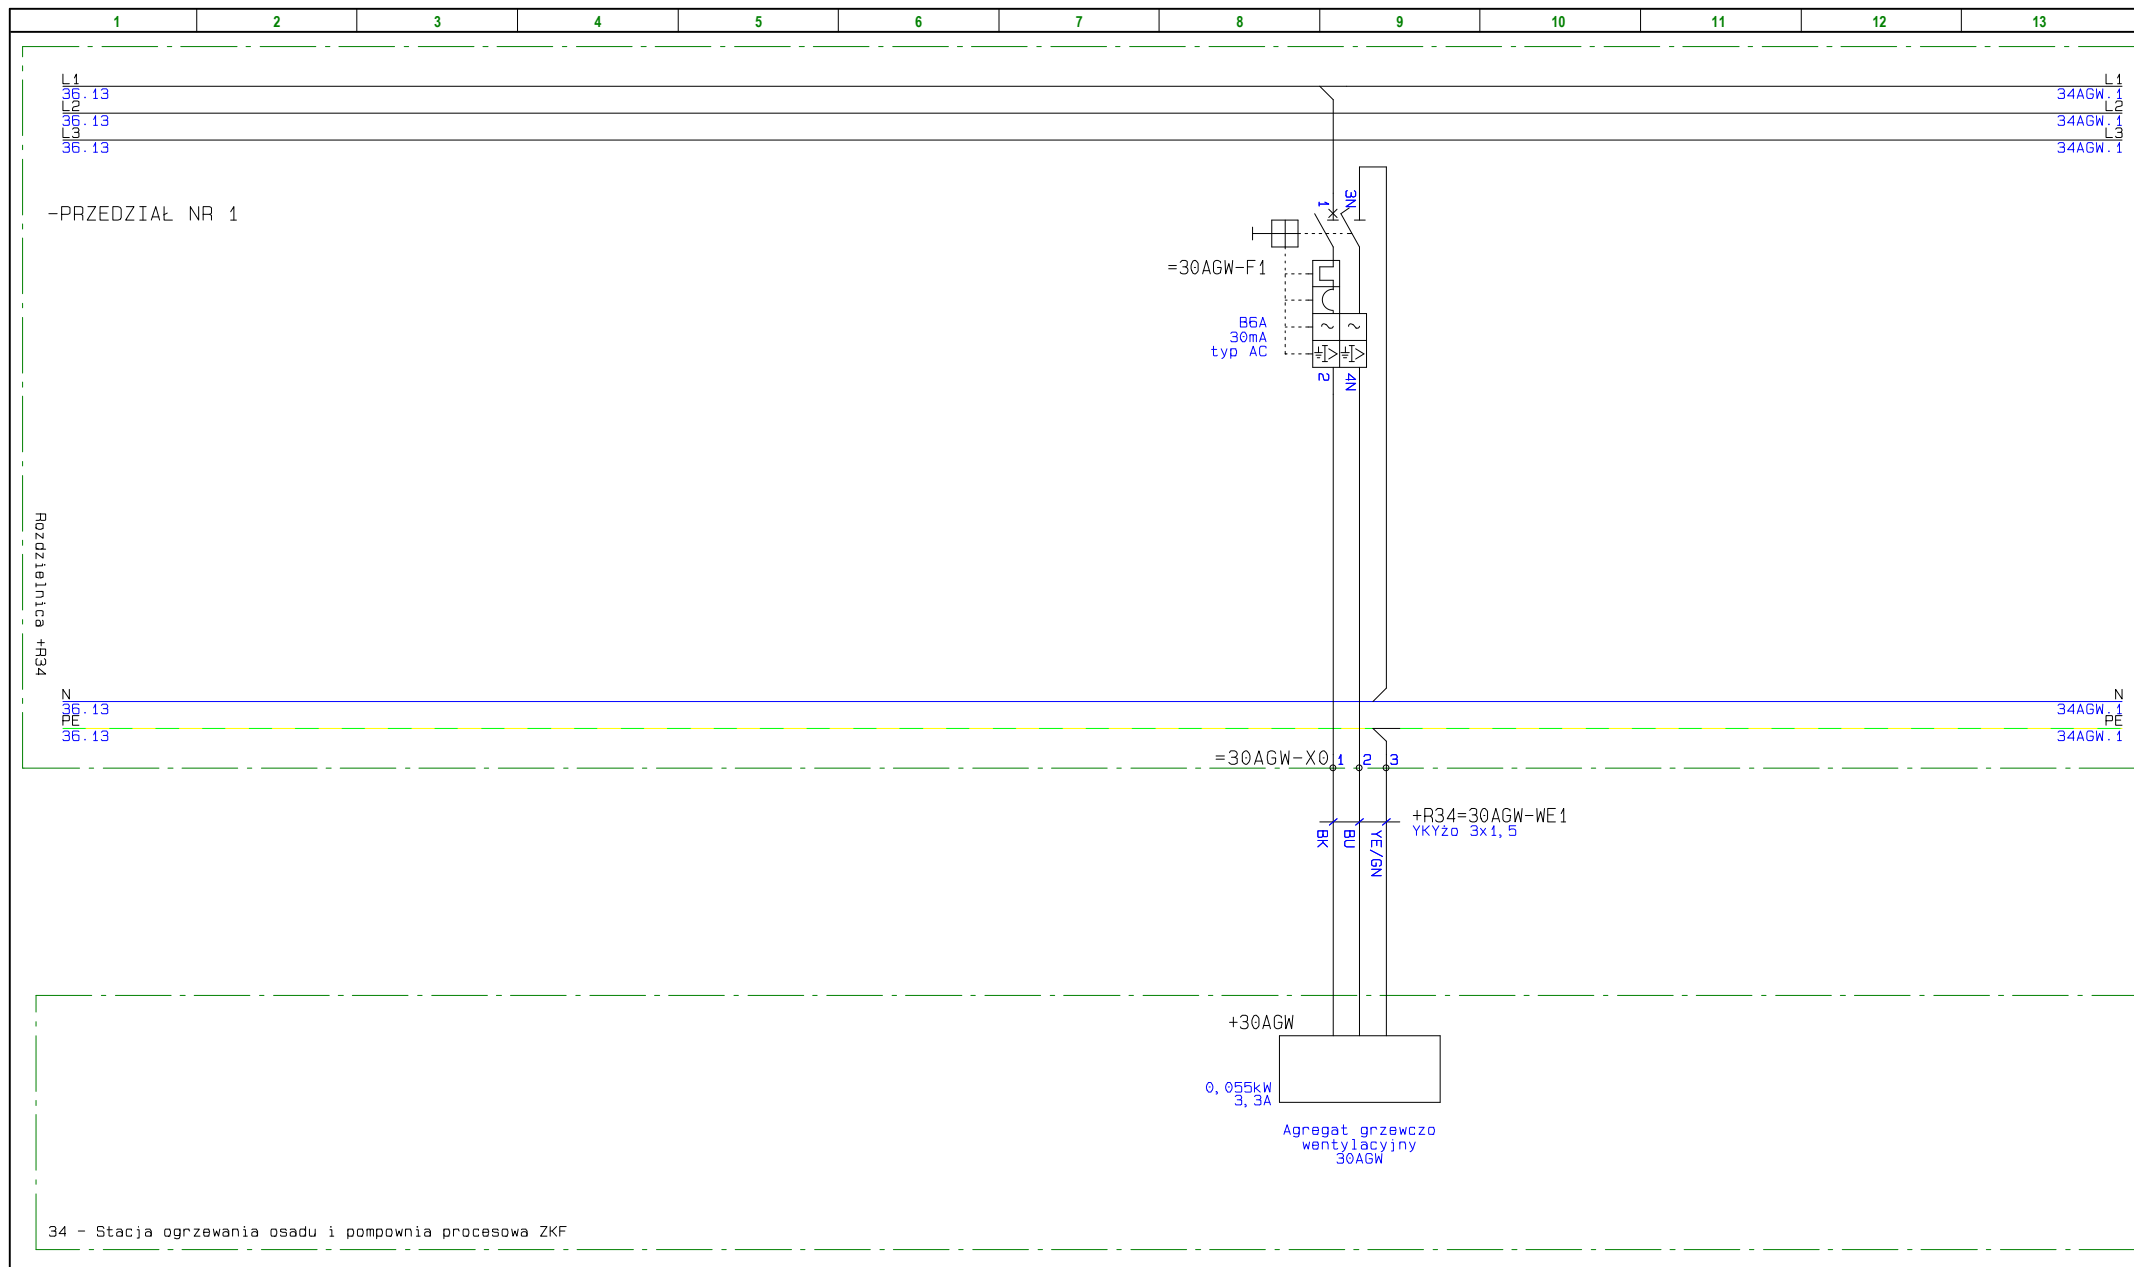 1 2 3 4 5 6 7 8 9 10 11 12 13
L1 L1
36.13 34AGW.1
L2 L2
36.13 34AGW.1
L3 L3
36.13 34AGW.1
-PRZEDZIAŁ NR 1
1 3N
=30AGW-F1
B6A
30mA
typ AC
2 4N
Rozdzielnica +R34
N N
36.13 34AGW.1
PE PE
36.13 34AGW.1
=30AGW-X0 1 2 3
+R34=30AGW-WE1
YKYżo 3x1,5
BK BU YE/GN
+30AGW
0,055kW
3,3A
Agregat grzewczo
wentylacyjny
30AGW
34 - Stacja ogrzewania osadu i pompownia procesowa ZKF